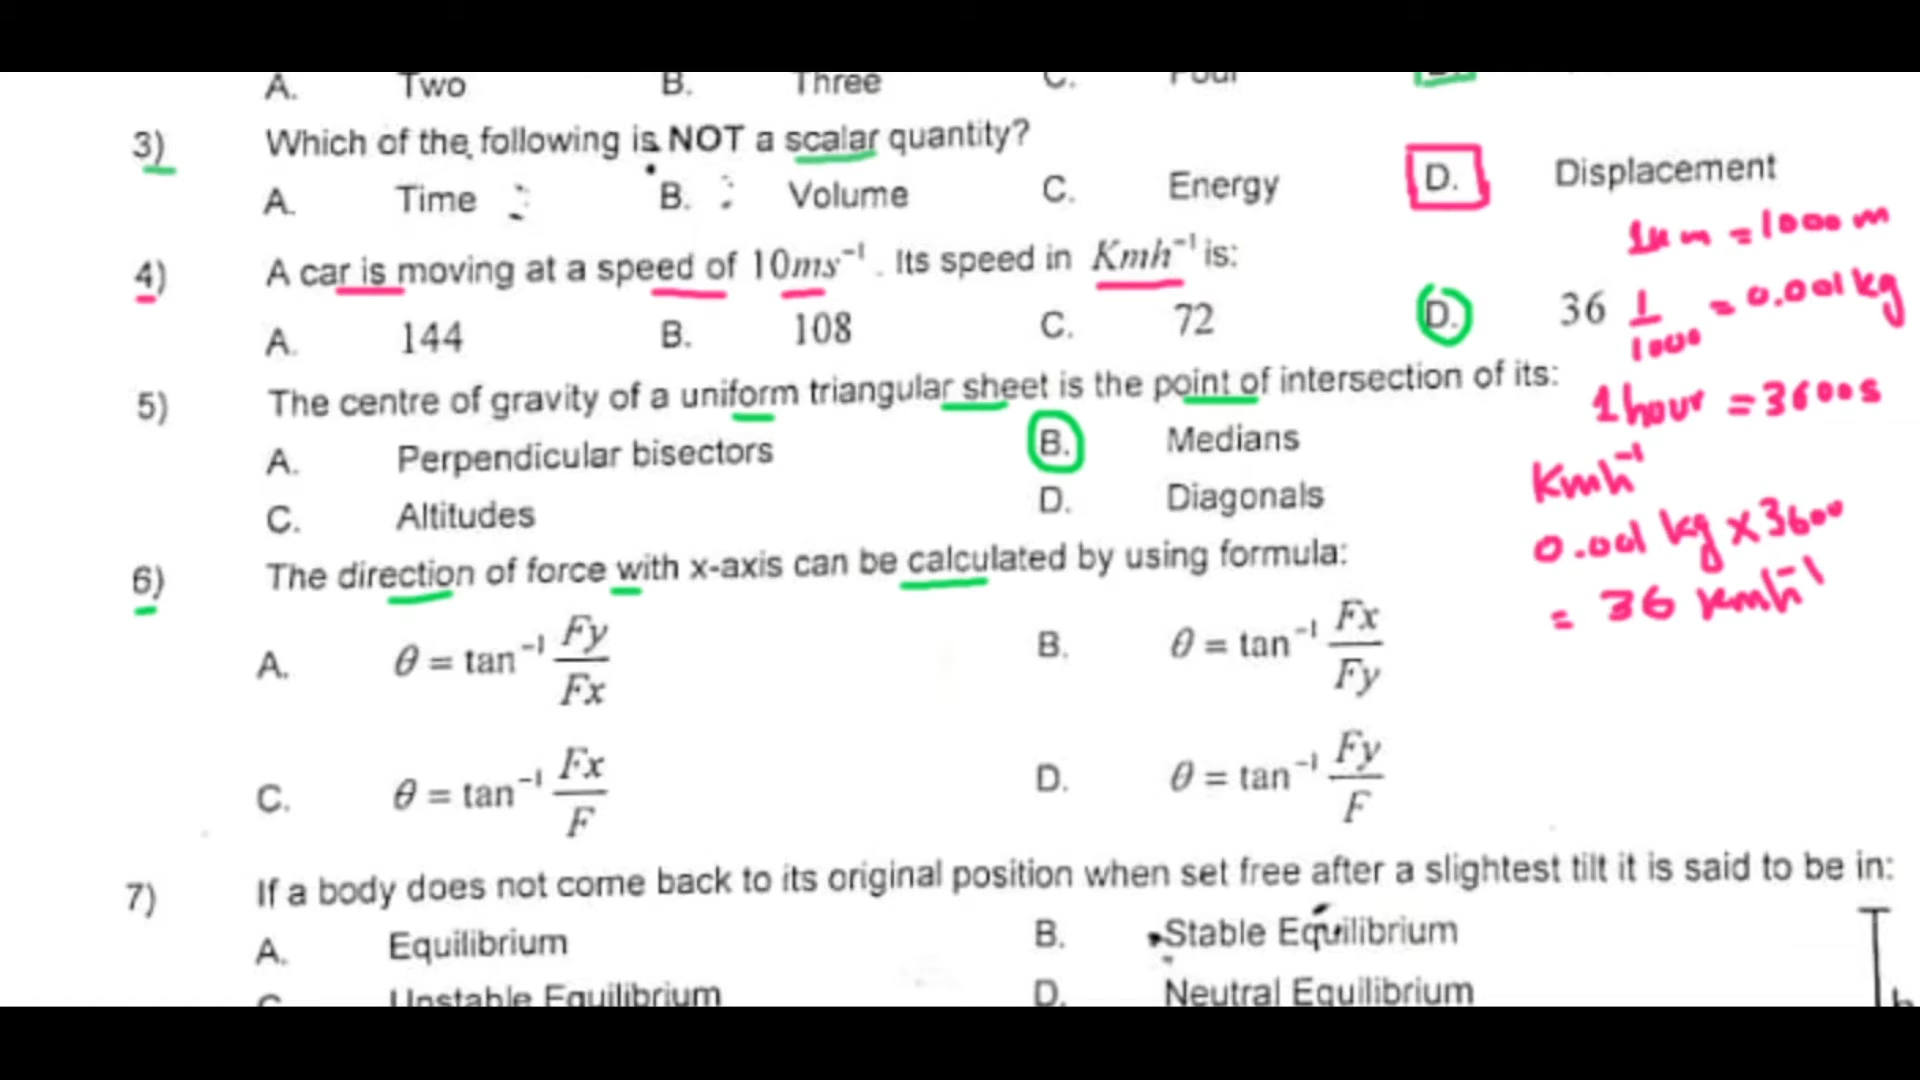 A. Two B. Three C. Four
3) Which of the following is NOT a scalar quantity?
A. Time B. Volume C. Energy D. Displacement
1km = 1000 m
4) A car is moving at a speed of 10ms⁻¹. Its speed in Kmh⁻¹ is:
A. 144 B. 108 C. 72 D. 36
1/1000 = 0.001 kg
5) The centre of gravity of a uniform triangular sheet is the point of intersection of its:
1 hour = 3600s
A. Perpendicular bisectors B. Medians
C. Altitudes D. Diagonals
Kmh⁻¹
0.001 kg x 3600
= 36 Kmh⁻¹
6) The direction of force with x-axis can be calculated by using formula:
A. θ = tan⁻¹ Fy/Fx B. θ = tan⁻¹ Fx/Fy
C. θ = tan⁻¹ Fx/F D. θ = tan⁻¹ Fy/F
7) If a body does not come back to its original position when set free after a slightest tilt it is said to be in:
A. Equilibrium B. Stable Equilibrium
C. Unstable Equilibrium D. Neutral Equilibrium
h